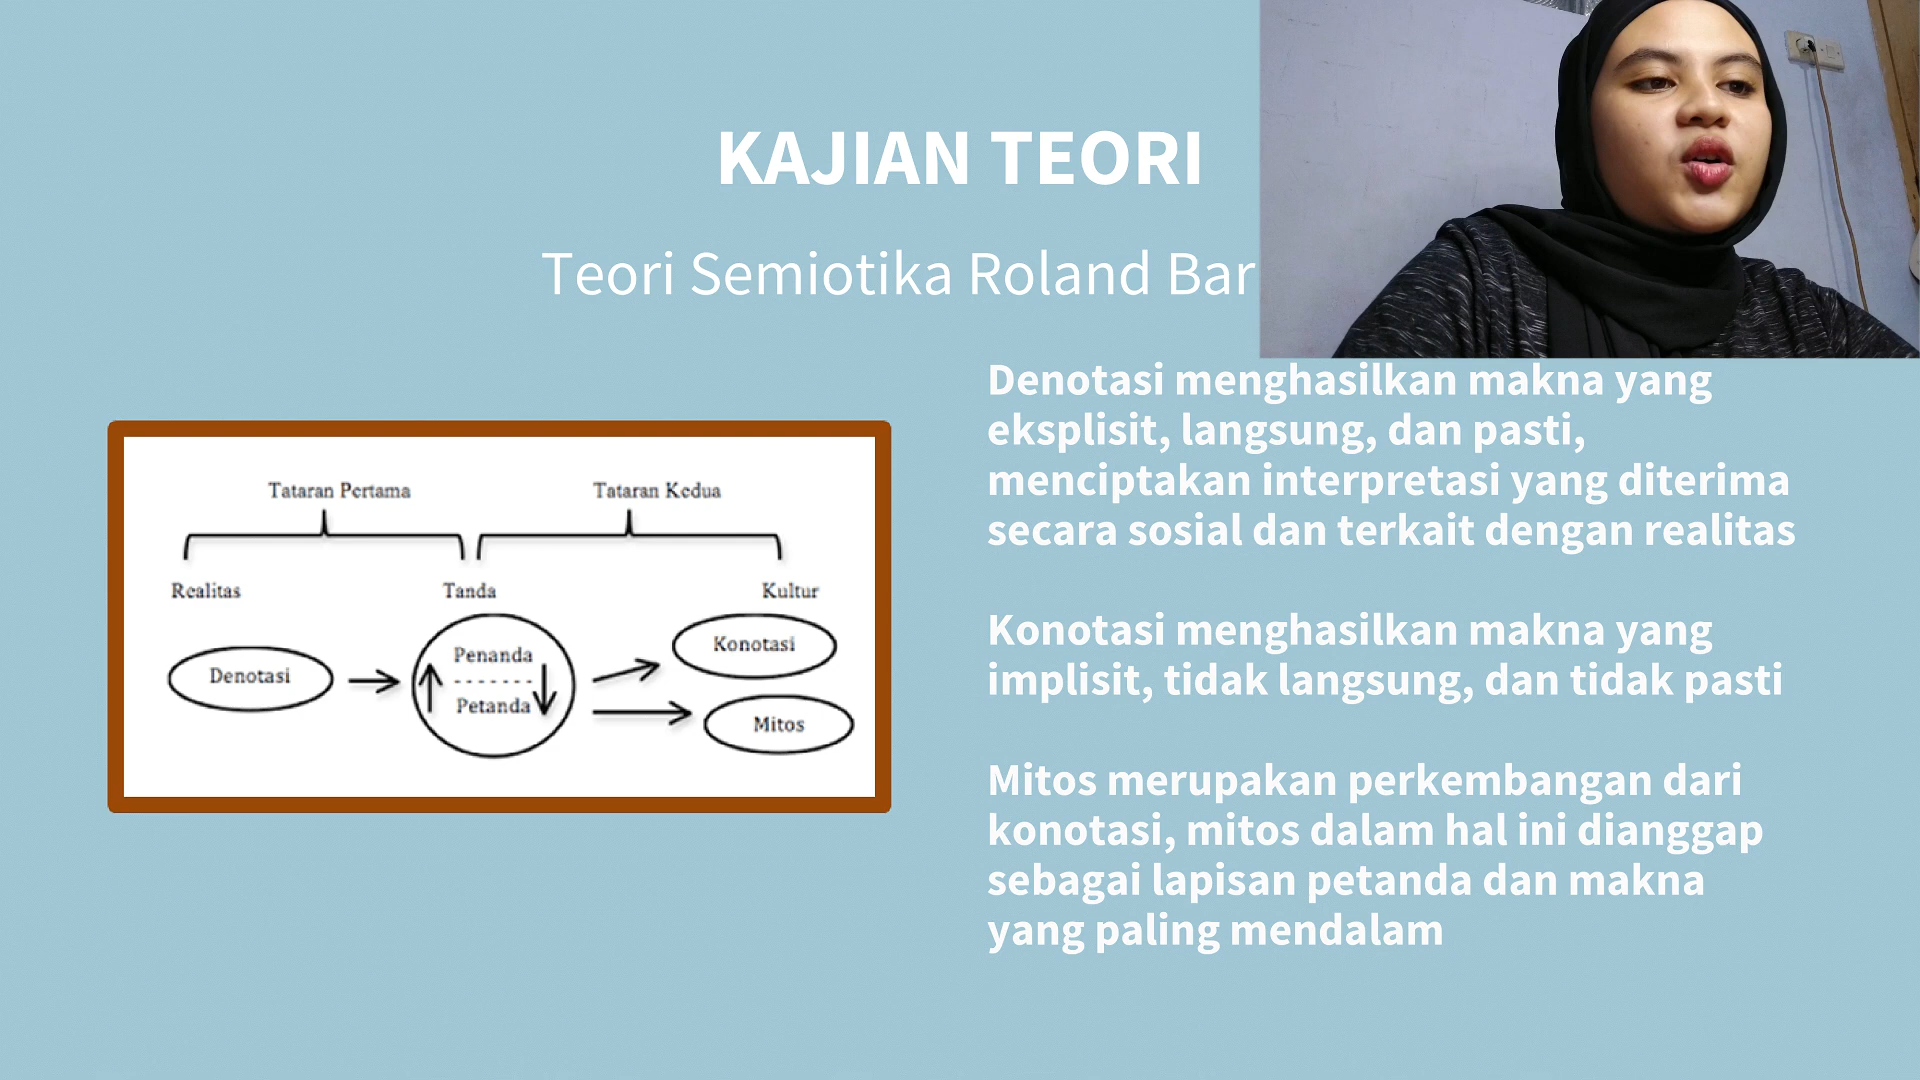 KAJIAN TEORI
Teori Semiotika Roland Bar
Tataran Pertama
Tataran Kedua
Realitas
Tanda
Kultur
Denotasi
Penanda
Petanda
Konotasi
Mitos
Denotasi menghasilkan makna yang
eksplisit, langsung, dan pasti,
menciptakan interpretasi yang diterima
secara sosial dan terkait dengan realitas
Konotasi menghasilkan makna yang
implisit, tidak langsung, dan tidak pasti
Mitos merupakan perkembangan dari
konotasi, mitos dalam hal ini dianggap
sebagai lapisan petanda dan makna
yang paling mendalam